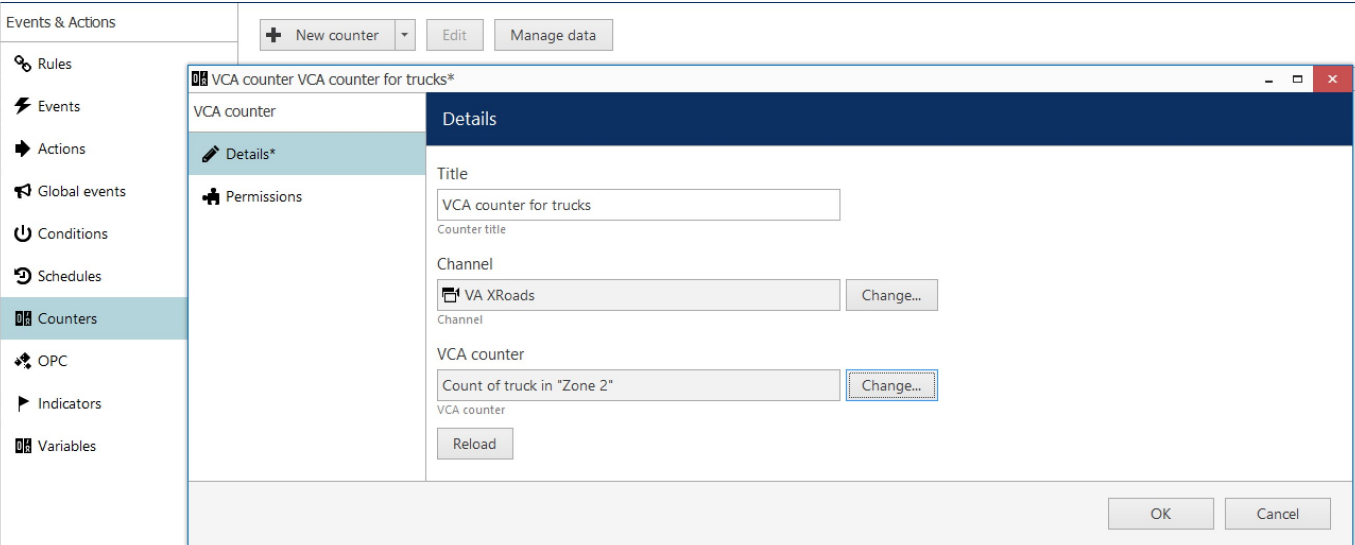 Events & Actions
New counter
Edit
Manage data
Rules
Events
Actions
Global events
Conditions
Schedules
Counters
OPC
Indicators
Variables
VCA counter VCA counter for trucks*
VCA counter
Details*
Permissions
Details
Title
VCA counter for trucks
Counter title
Channel
VA XRoads
Change...
Channel
VCA counter
Count of truck in "Zone 2"
Change...
VCA counter
Reload
OK
Cancel